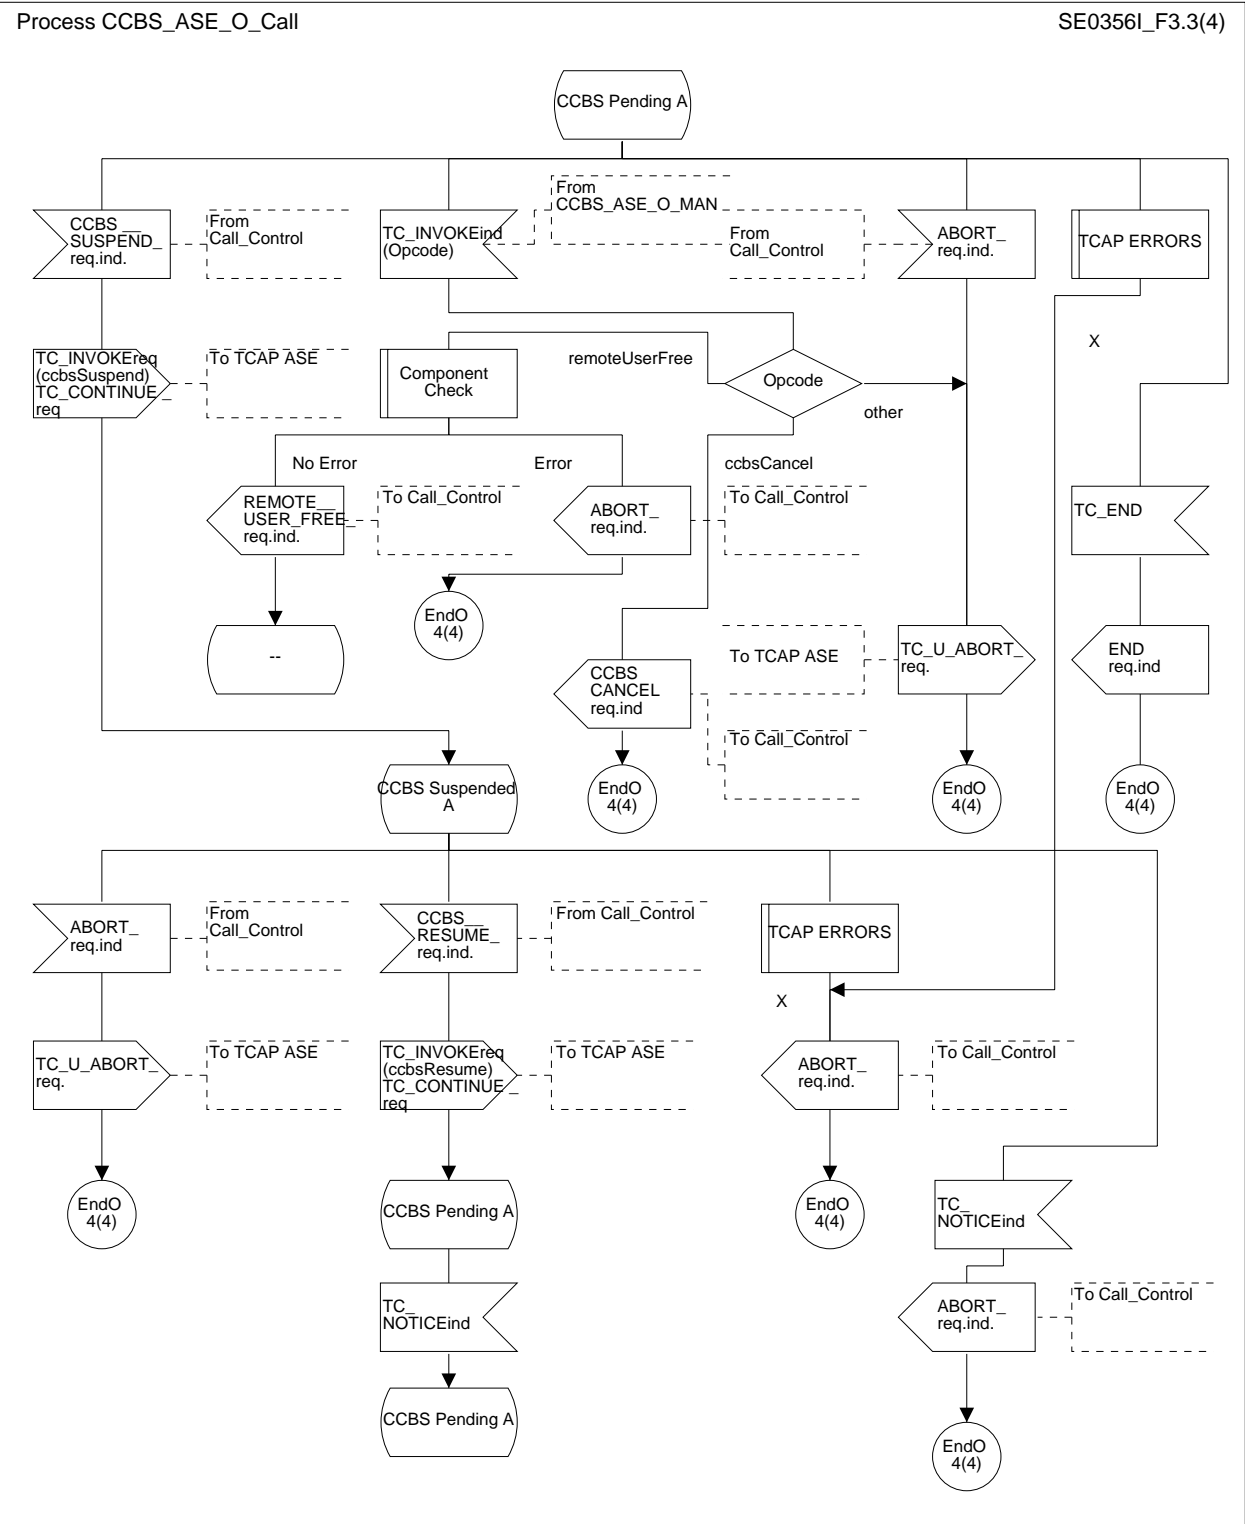 Process CCBS_ASE_O_Call
SE0356I_F3.3(4)
CCBS Pending A
CCBS __
SUSPEND_
req.ind.
From
Call_Control
TC_INVOKEind
(Opcode)
From
CCBS_ASE_O_MAN
From
Call_Control
ABORT_
req.ind.
TCAP ERRORS
X
TC_INVOKEreq
(ccbsSuspend)
TC_CONTINUE_
req
To TCAP ASE
Component
Check
remoteUserFree
Opcode
other
No Error
Error
ccbsCancel
REMOTE__
USER_FREE_
req.ind.
To Call_Control
ABORT_
req.ind.
To Call_Control
TC_END
EndO
4(4)
--
To TCAP ASE
TC_U_ABORT_
req.
END
req.ind
CCBS
CANCEL
req.ind
To Call_Control
CCBS Suspended
A
EndO
4(4)
EndO
4(4)
EndO
4(4)
ABORT_
req.ind
From
Call_Control
CCBS__
RESUME_
req.ind.
From Call_Control
TCAP ERRORS
X
TC_U_ABORT_
req.
To TCAP ASE
TC_INVOKEreq
(ccbsResume)
TC_CONTINUE_
req
To TCAP ASE
ABORT_
req.ind.
To Call_Control
EndO
4(4)
CCBS Pending A
EndO
4(4)
TC_
NOTICEind
TC_
NOTICEind
ABORT_
req.ind.
To Call_Control
CCBS Pending A
EndO
4(4)